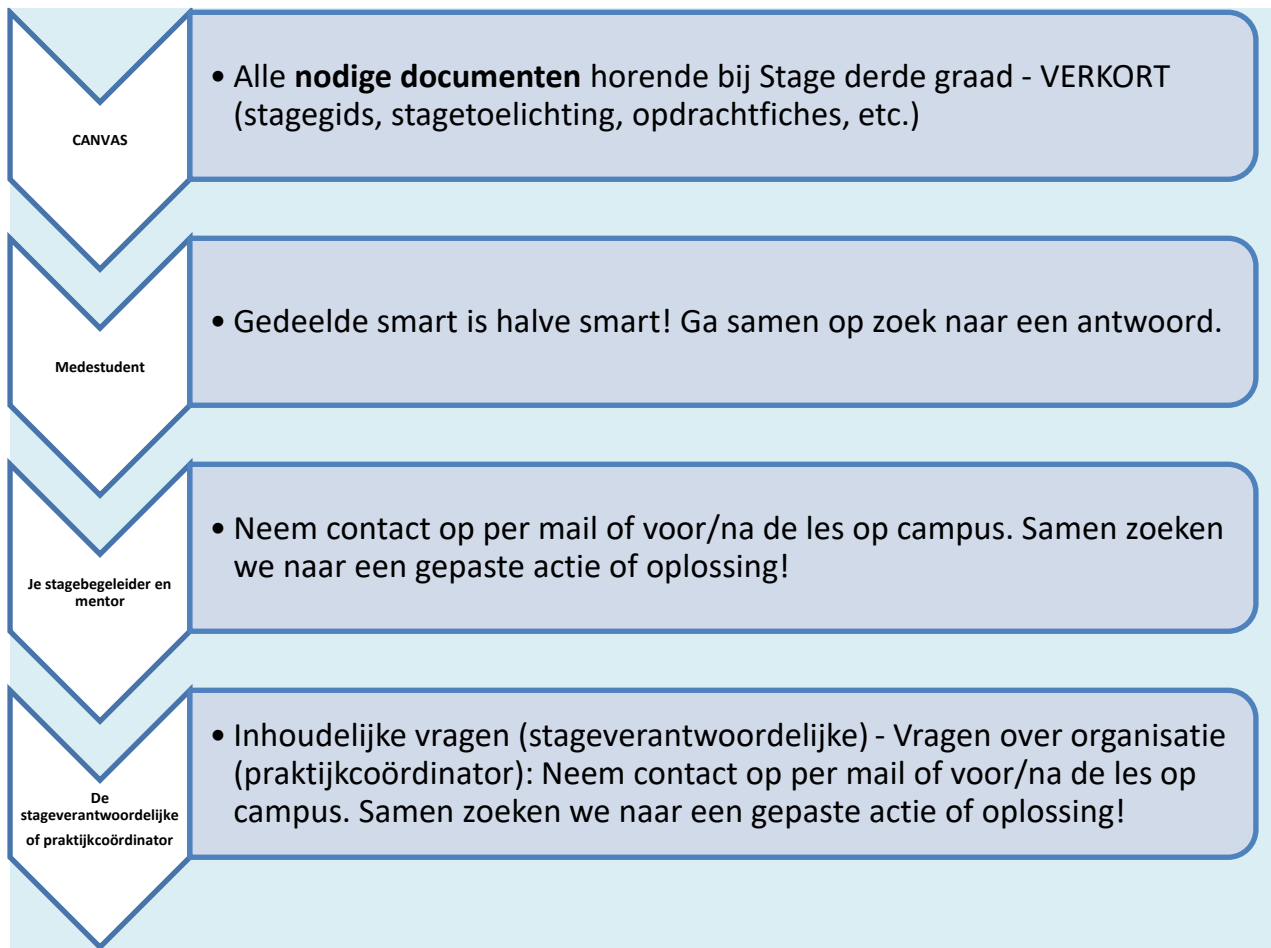 CANVAS
• Alle nodige documenten horende bij Stage derde graad - VERKORT
(stagegids, stagetoelichting, opdrachtfiches, etc.)
Medestudent
• Gedeelde smart is halve smart! Ga samen op zoek naar een antwoord.
Je stagebegeleider en
mentor
• Neem contact op per mail of voor/na de les op campus. Samen zoeken
we naar een gepaste actie of oplossing!
De
stageverantwoordelijke
of praktijkcoördinator
• Inhoudelijke vragen (stageverantwoordelijke) - Vragen over organisatie
(praktijkcoördinator): Neem contact op per mail of voor/na de les op
campus. Samen zoeken we naar een gepaste actie of oplossing!